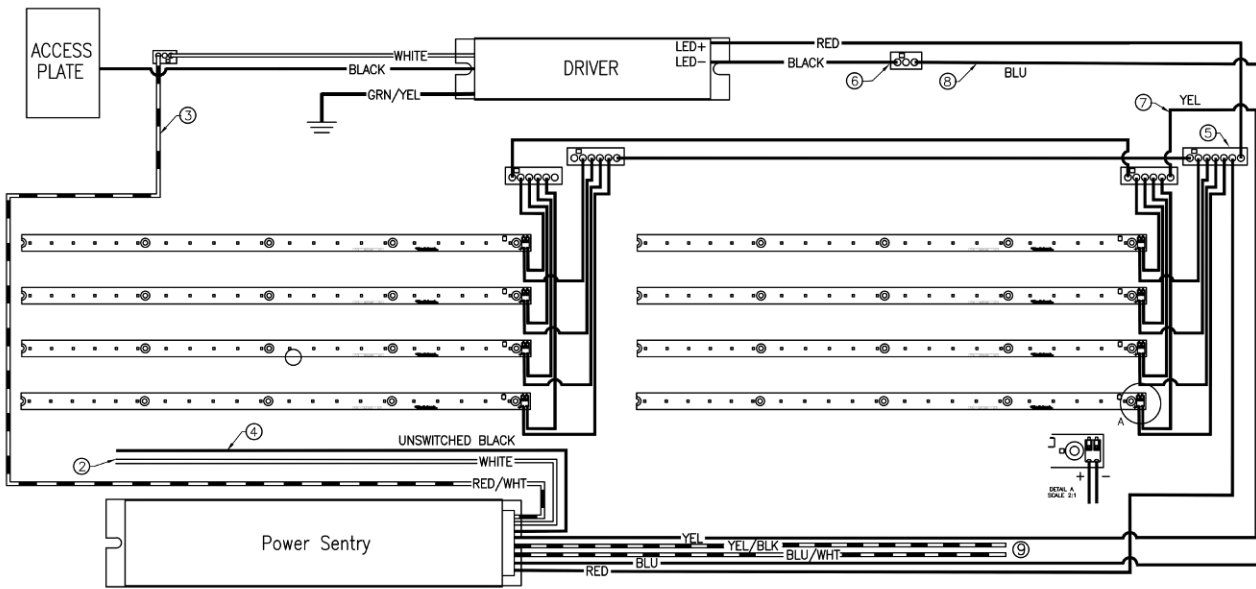 ACCESS
PLATE
WHITE
BLACK
GRN/YEL
DRIVER
LED+
LED-
RED
BLACK
6
8
BLU
3
7
YEL
5
A
4
UNSWITCHED BLACK
2
WHITE
RED/WHT
+ -
DETAIL A
SCALE 2:1
Power Sentry
YEL
YEL/BLK
BLU/WHT
9
BLU
RED